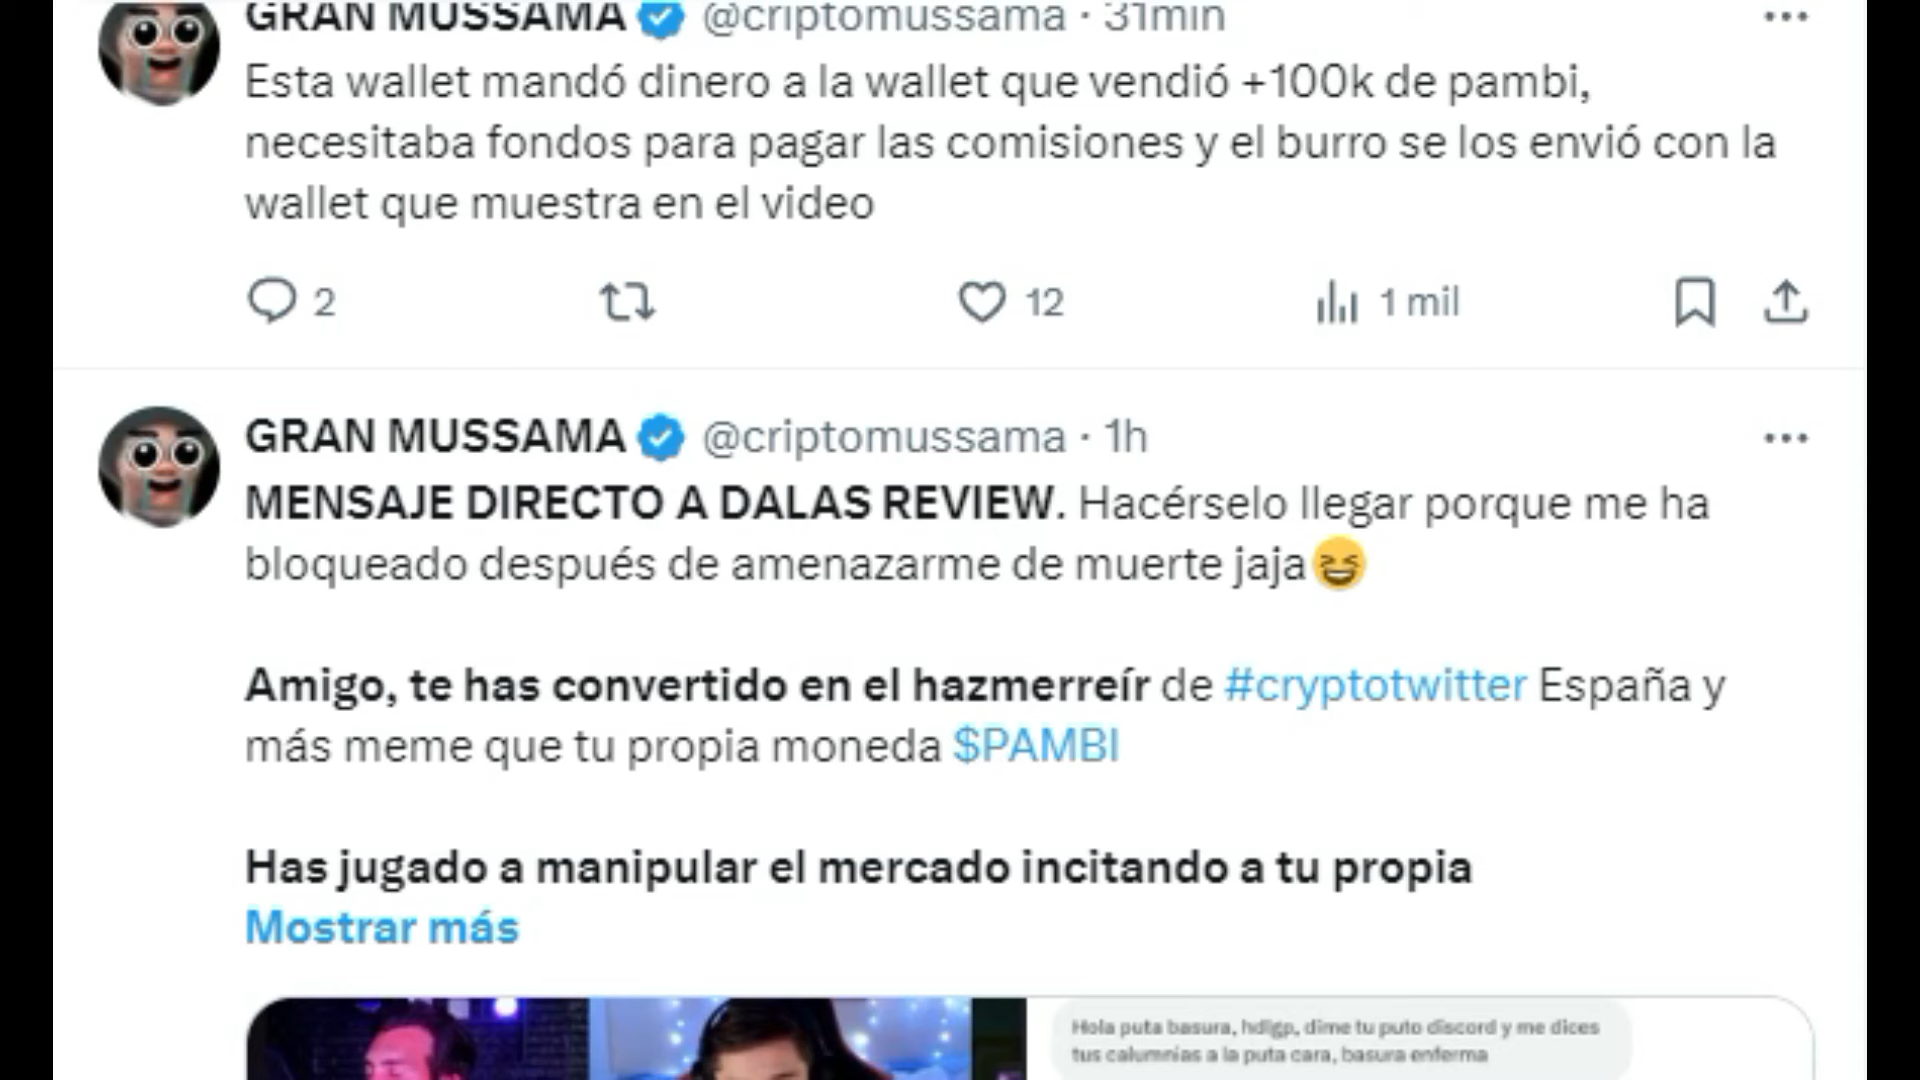 GRAN MUSSAMA @criptomussama · 31min
Esta wallet mandó dinero a la wallet que vendió +100k de pambi,
necesitaba fondos para pagar las comisiones y el burro se los envió con la
wallet que muestra en el video
2 12 1 mil
GRAN MUSSAMA @criptomussama · 1h
MENSAJE DIRECTO A DALAS REVIEW. Hacérselo llegar porque me ha
bloqueado después de amenazarme de muerte jaja😆
Amigo, te has convertido en el hazmerreír de #cryptotwitter España y
más meme que tu propia moneda $PAMBI
Has jugado a manipular el mercado incitando a tu propia
Mostrar más
Hola puta basura, hdlgp, dime tu puto discord y me dices
tus calumnias a la puta cara, basura enferma